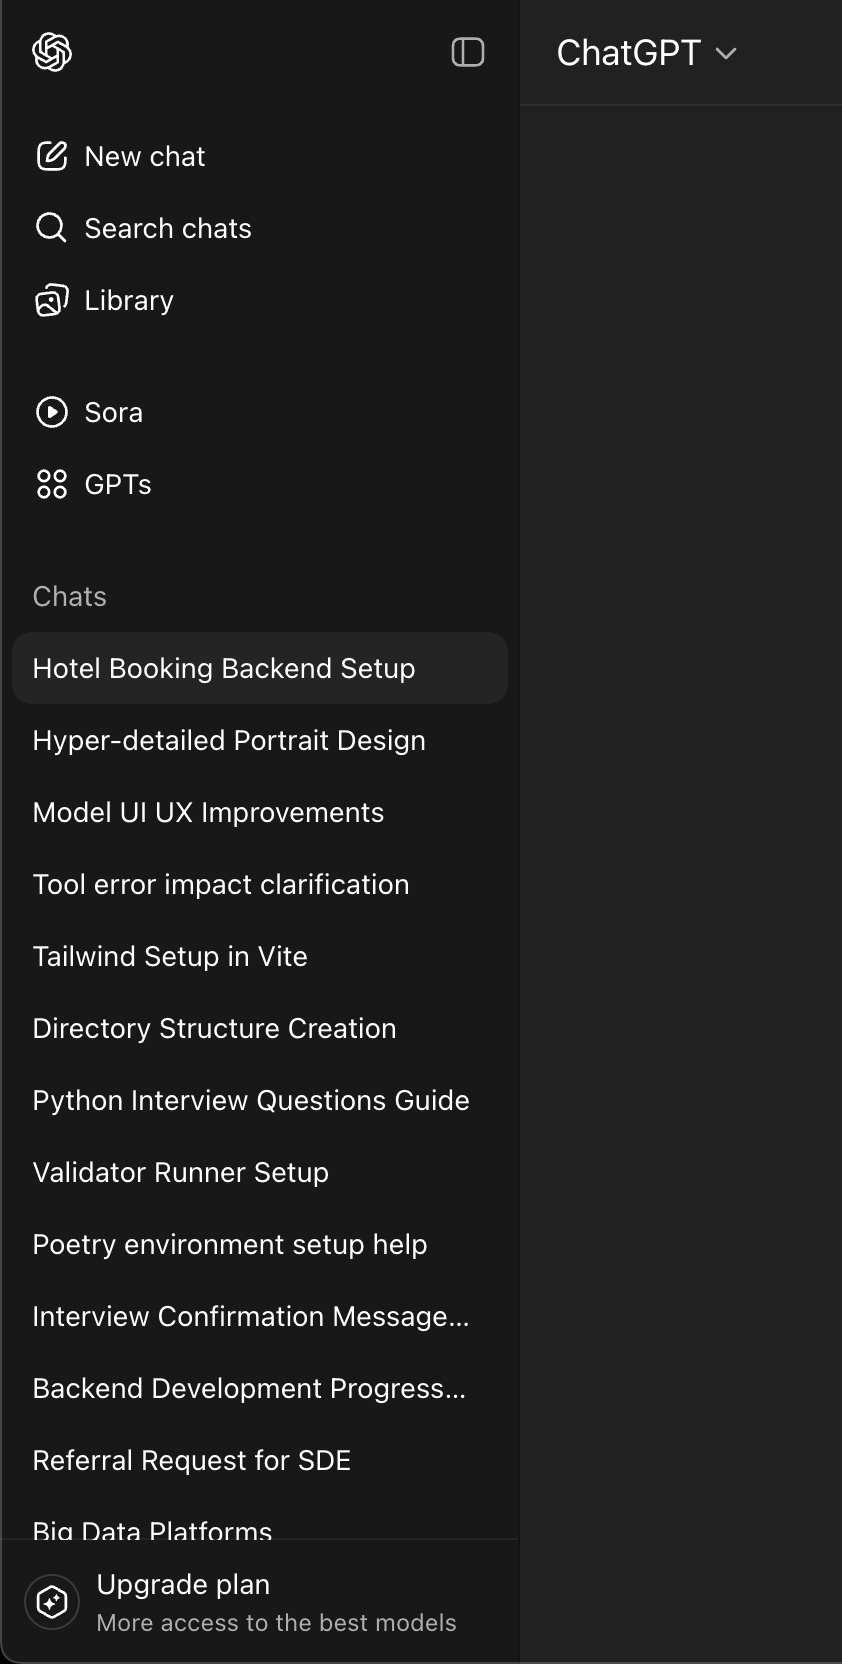 ChatGPT
New chat
Search chats
Library
Sora
GPTs
Chats
Hotel Booking Backend Setup
Hyper-detailed Portrait Design
Model UI UX Improvements
Tool error impact clarification
Tailwind Setup in Vite
Directory Structure Creation
Python Interview Questions Guide
Validator Runner Setup
Poetry environment setup help
Interview Confirmation Message...
Backend Development Progress...
Referral Request for SDE
Big Data Platforms
Upgrade plan
More access to the best models